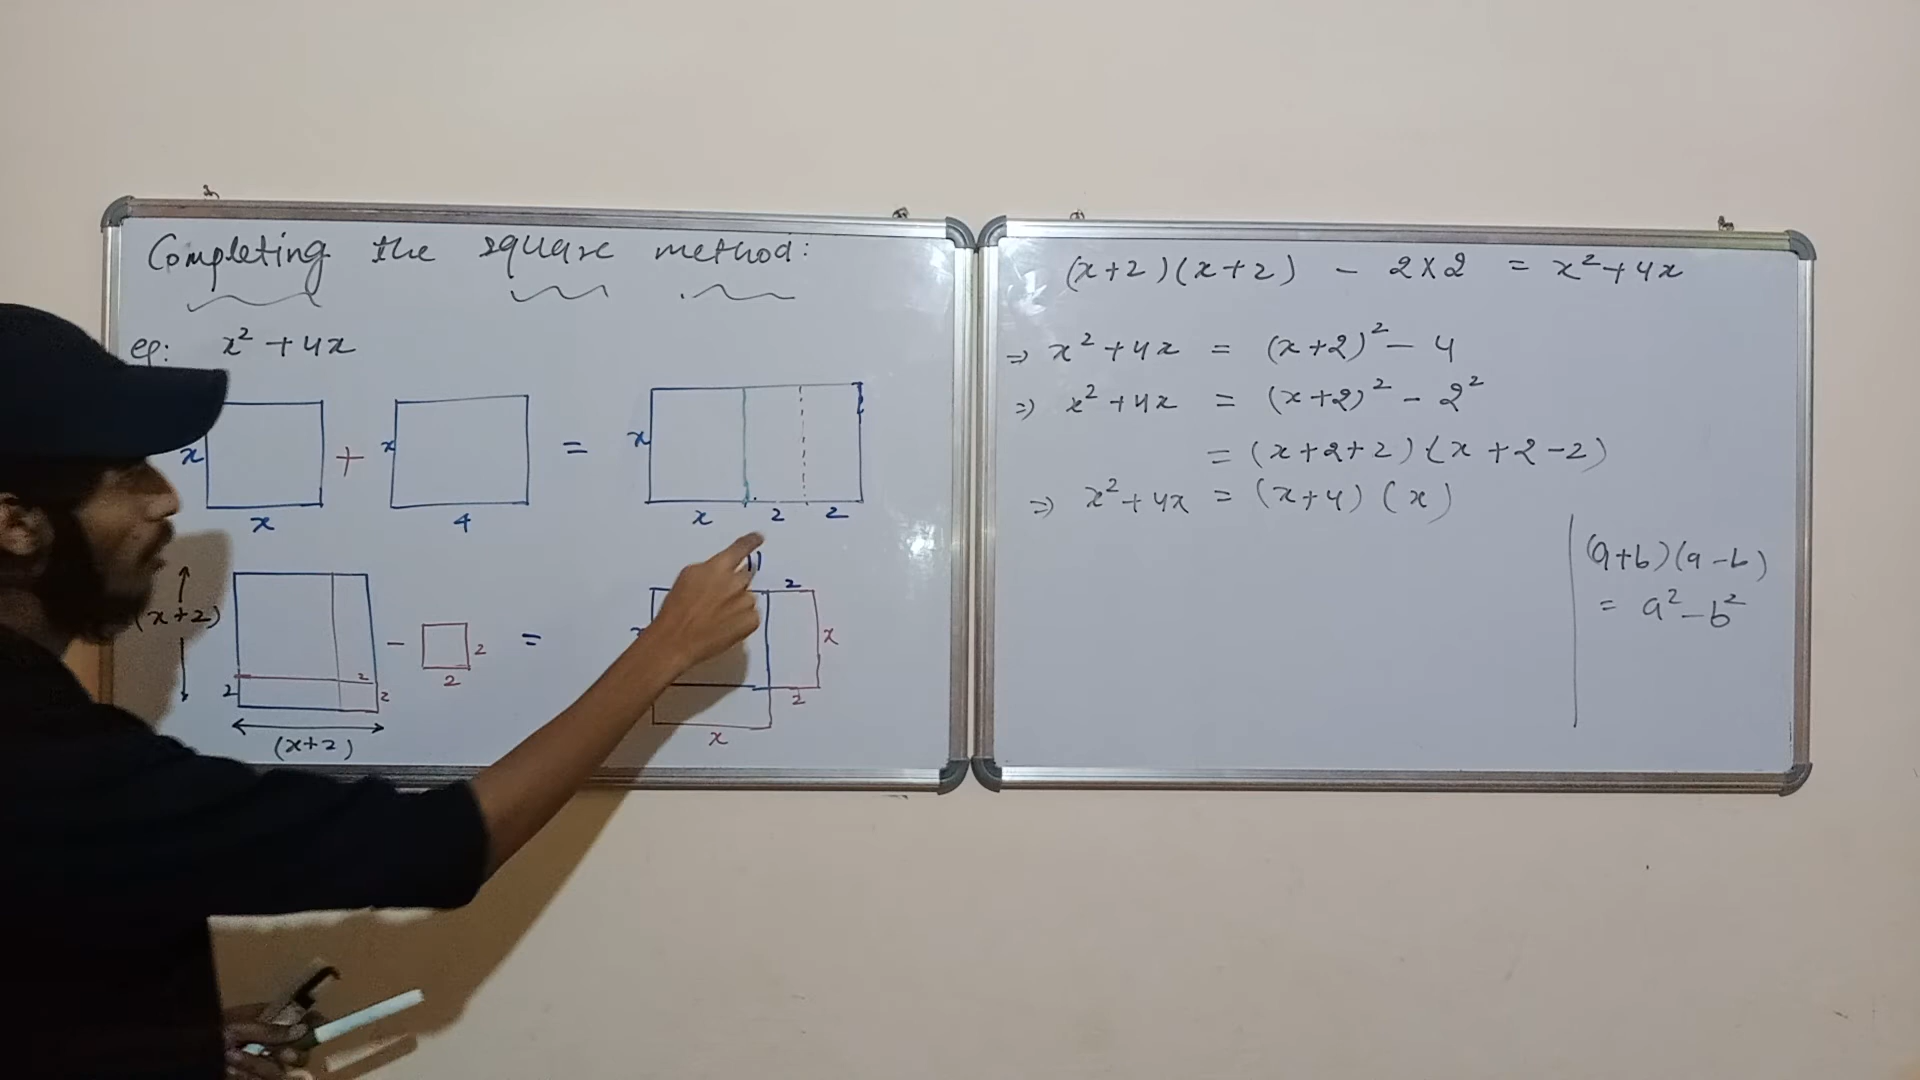 Completing the square method:
eg: x² + 4x
x + x = x
x 4 x 2 2
||
2
(x+2) - 2 = x
2 2 2 2 2
(x+2) x
(x+2)(x+2) - 2×2 = x²+4x
⇒ x²+4x = (x+2)² - 4
⇒ x²+4x = (x+2)² - 2²
= (x+2+2)(x+2-2)
⇒ x²+4x = (x+4)(x)
(a+b)(a-b)
= a²-b²